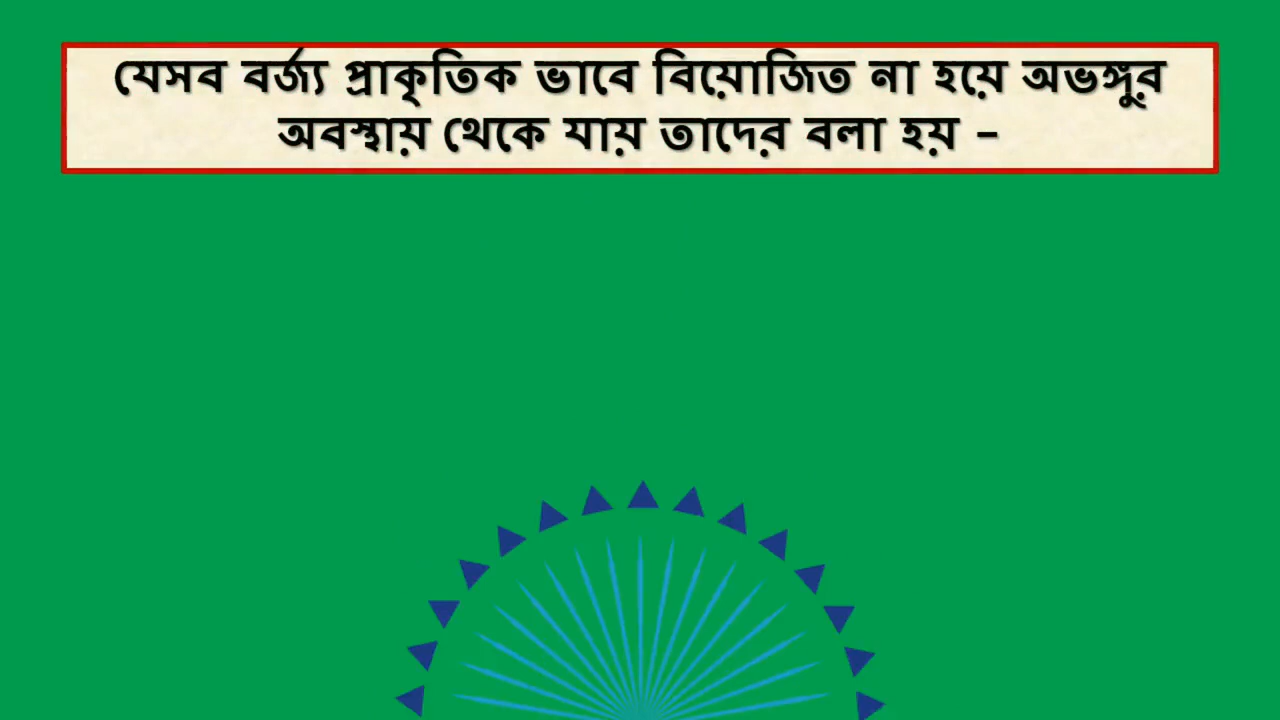 যেসব বর্জ্য প্রাকৃতিক ভাবে বিয়োজিত না হয়ে অভঙ্গুর
অবস্থায় থেকে যায় তাদের বলা হয় –